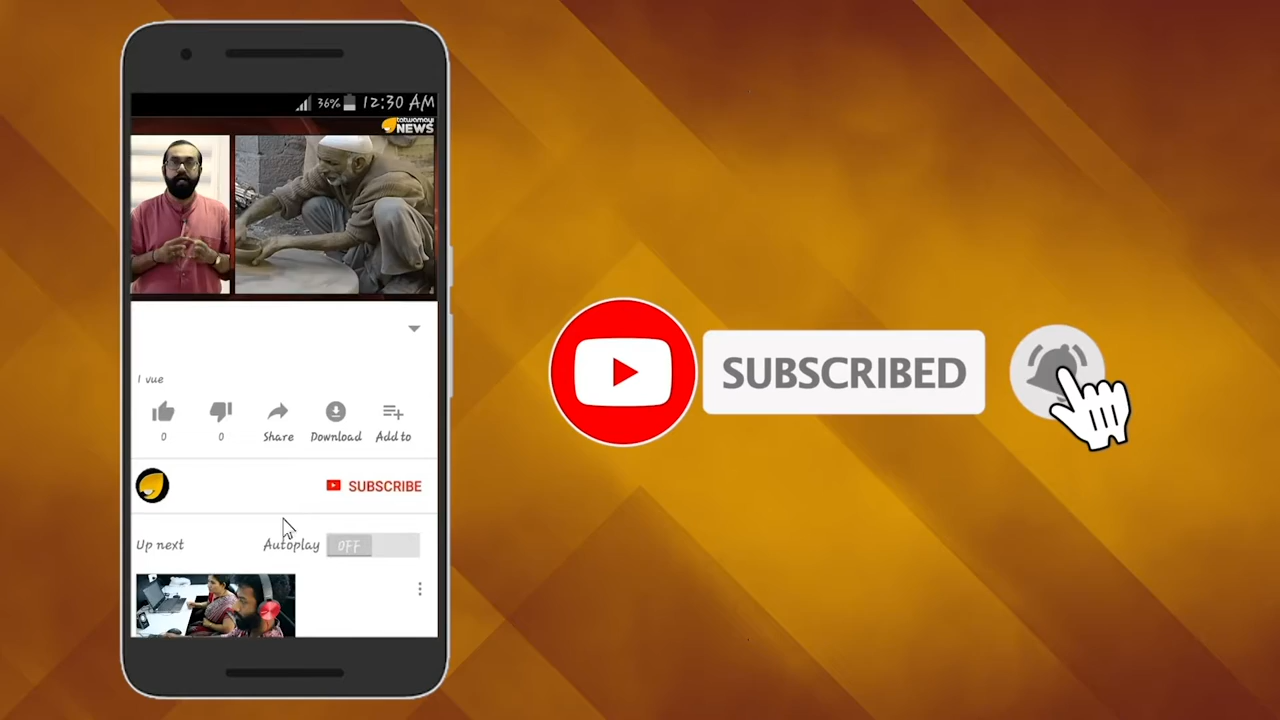 36% 12:30 AM
tatwamayi
NEWS
1 vue
0 0 Share Download Add to
SUBSCRIBE
Up next Autoplay OFF
SUBSCRIBED